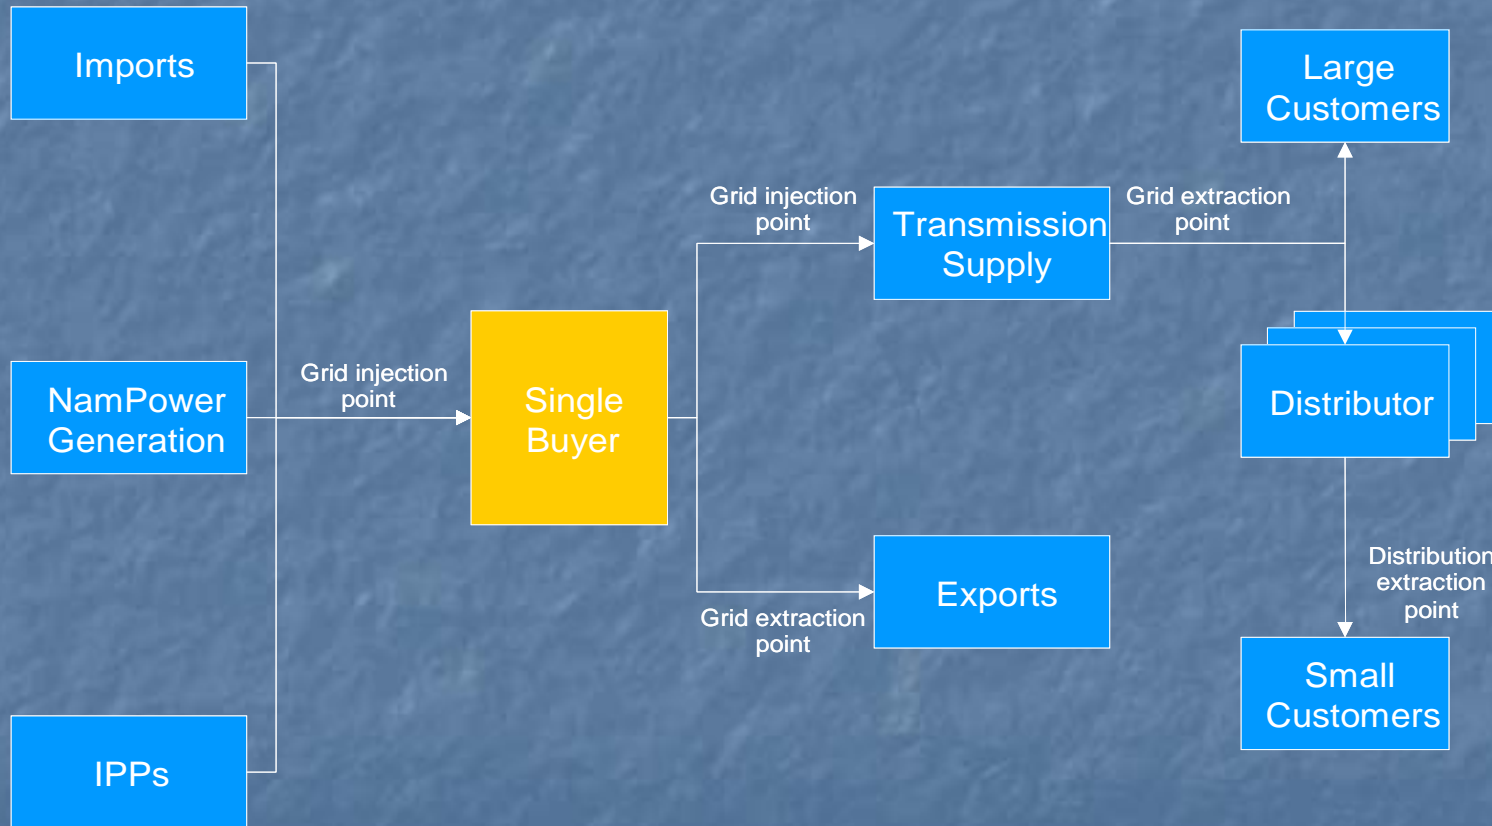 Imports
Large
Customers
Grid injection
point
Transmission
Supply
Grid extraction
point
NamPower
Generation
Grid injection
point
Single
Buyer
Distributor
Exports
Grid extraction
point
Distribution
extraction
point
Small
Customers
IPPs